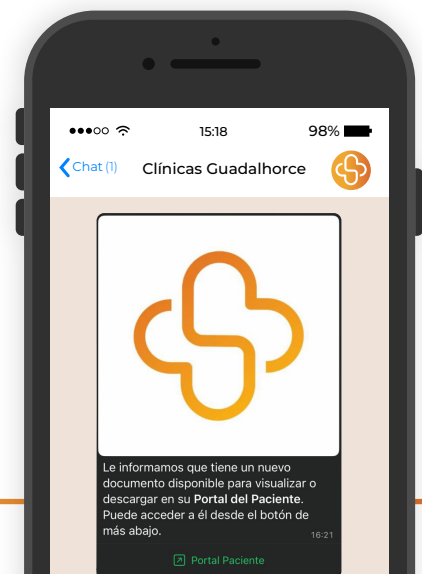 15:18
98%
Chat (1)
Clínicas Guadalhorce
Le informamos que tiene un nuevo
documento disponible para visualizar o
descargar en su Portal del Paciente.
Puede acceder a él desde el botón de
más abajo.
16:21
Portal Paciente